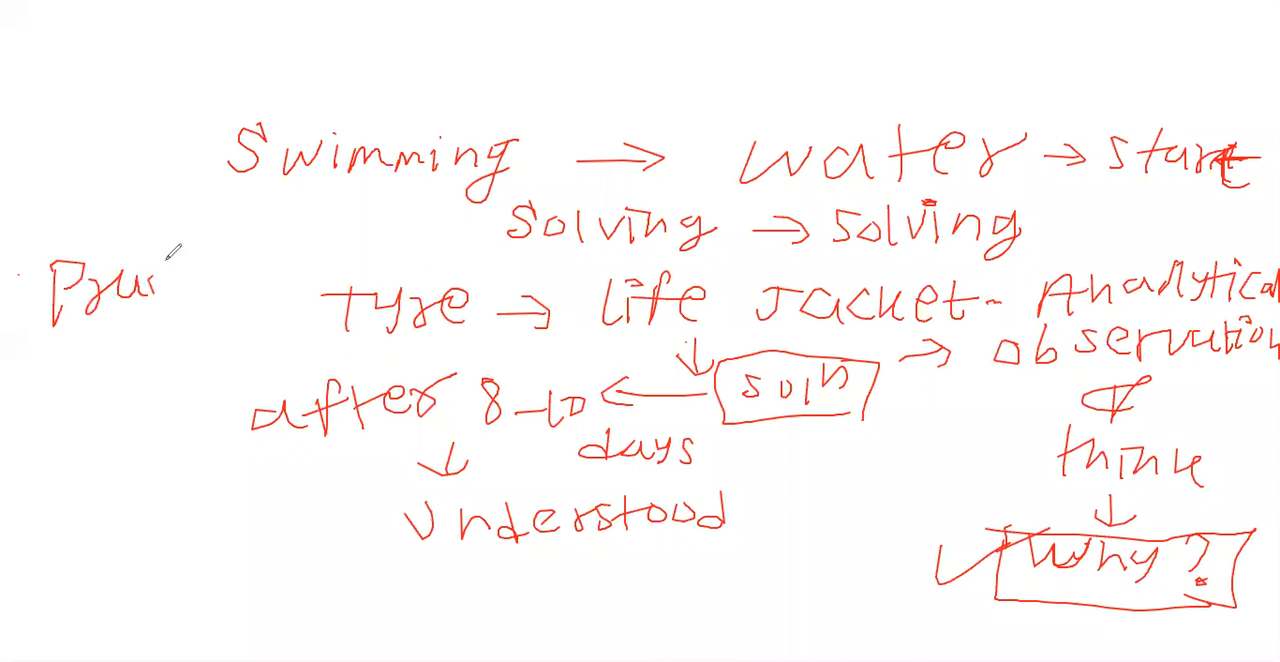 Swimming → water → start
Solving → solving
Type → Life Jacket - Analytical
↓ → observation
soln
after 8-10 ← &
days
↓ think
Understood ↓
✓ Why?